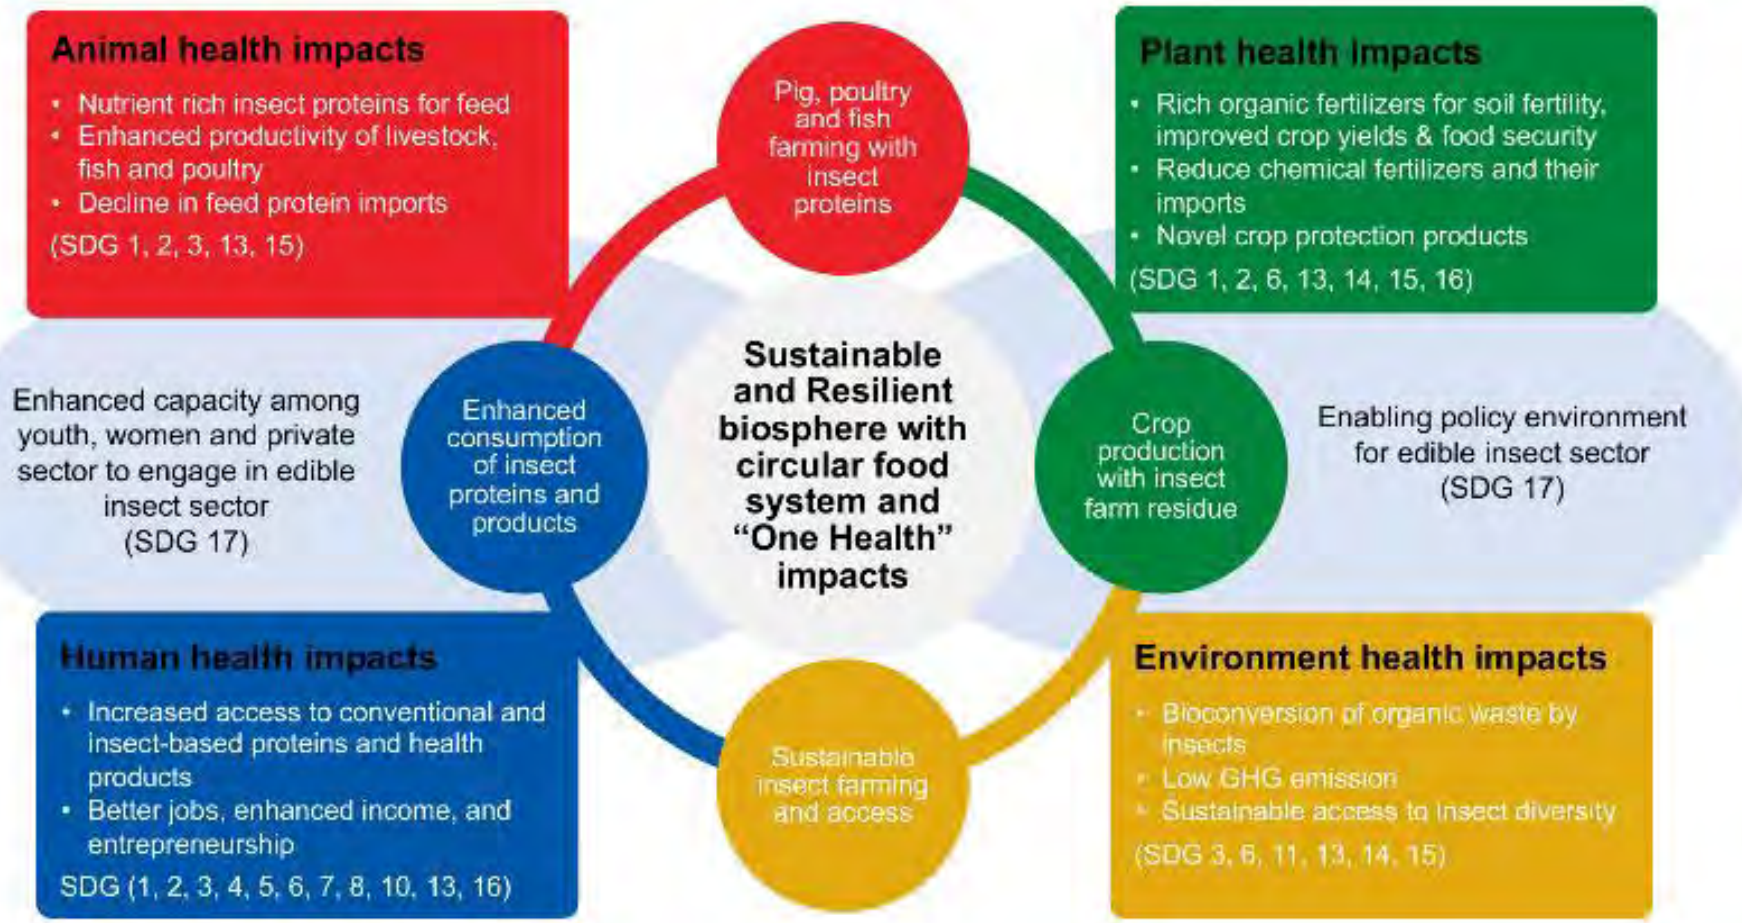 Animal health impacts
• Nutrient rich insect proteins for feed
• Enhanced productivity of livestock,
fish and poultry
• Decline in feed protein imports
(SDG 1, 2, 3, 13, 15)
Pig, poultry
and fish
farming with
insect
proteins
Plant health impacts
• Rich organic fertilizers for soil fertility,
improved crop yields & food security
• Reduce chemical fertilizers and their
imports
• Novel crop protection products
(SDG 1, 2, 6, 13, 14, 15, 16)
Enhanced capacity among
youth, women and private
sector to engage in edible
insect sector
(SDG 17)
Enhanced
consumption
of insect
proteins and
products
Sustainable
and Resilient
biosphere with
circular food
system and
“One Health”
impacts
Crop
production
with insect
farm residue
Enabling policy environment
for edible insect sector
(SDG 17)
Human health impacts
• Increased access to conventional and
insect-based proteins and health
products
• Better jobs, enhanced income, and
entrepreneurship
SDG (1, 2, 3, 4, 5, 6, 7, 8, 10, 13, 16)
Sustainable
insect farming
and access
Environment health impacts
• Bioconversion of organic waste by
insects
• Low GHG emission
• Sustainable access to insect diversity
(SDG 3, 6, 11, 13, 14, 15)